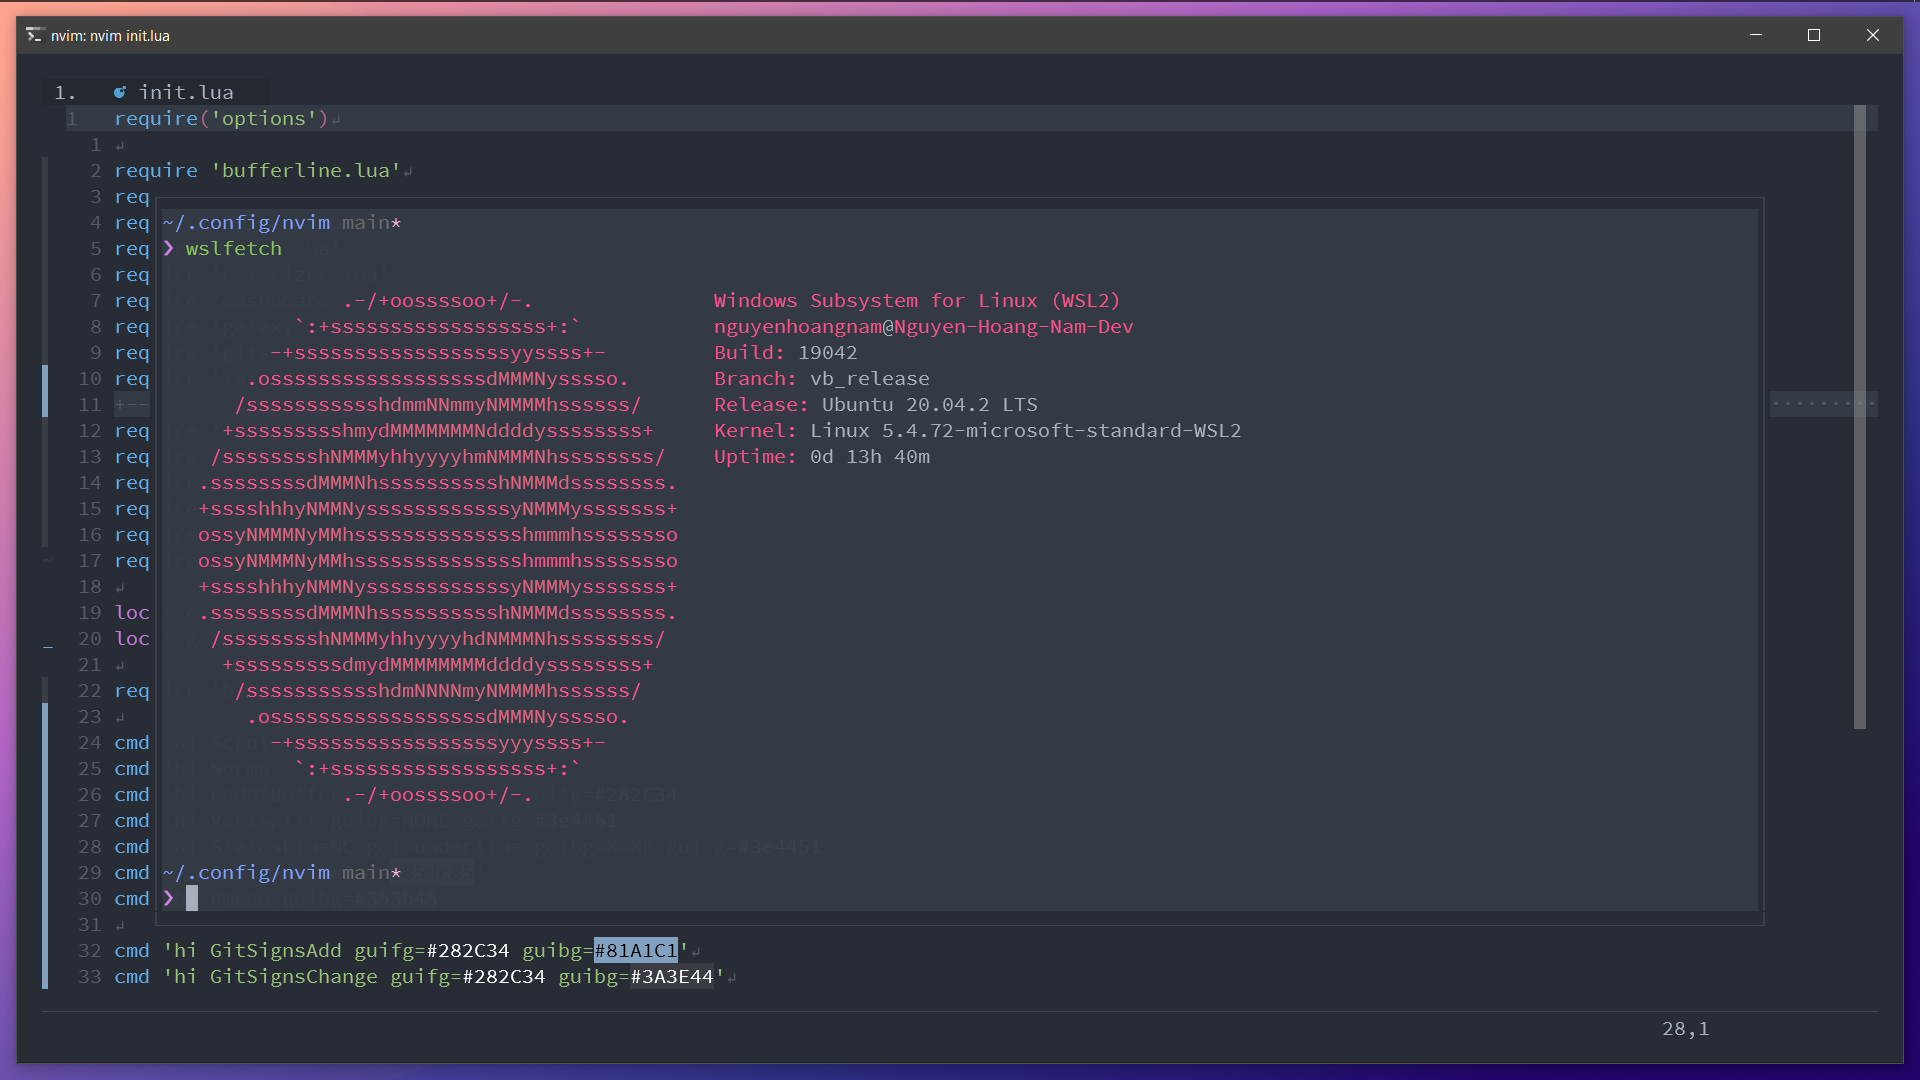 nvim: nvim init.lua
1. init.lua
1 require('options')
1
2 require 'bufferline.lua'
3 req
4 req ~/.config/nvim main*
5 req ❯ wslfetch
6 req
7 req .-/+oossssoo+/-. Windows Subsystem for Linux (WSL2)
8 req `:+ssssssssssssssssss+:` nguyenhoangnam@Nguyen-Hoang-Nam-Dev
9 req -+ssssssssssssssssssyyssss+- Build: 19042
10 req .ossssssssssssssssssdMMMNysssso. Branch: vb_release
11 +-- /ssssssssssshdmmNNmmyNMMMMhssssss/ Release: Ubuntu 20.04.2 LTS
12 req +ssssssssshmydMMMMMMMNddddyssssssss+ Kernel: Linux 5.4.72-microsoft-standard-WSL2
13 req /sssssssshNMMMyhhyyyyhmNMMMNhssssssss/ Uptime: 0d 13h 40m
14 req .ssssssssdMMMNhsssssssssshNMMMdssssssss.
15 req +sssshhhyNMMNyssssssssssssyNMMMysssssss+
16 req ossyNMMMNyMMhsssssssssssssshmmmhssssssso
17 req ossyNMMMNyMMhsssssssssssssshmmmhssssssso
18 +sssshhhyNMMNyssssssssssssyNMMMysssssss+
19 loc .ssssssssdMMMNhsssssssssshNMMMdssssssss.
20 loc /sssssssshNMMMyhhyyyyhdNMMMNhssssssss/
21 +sssssssssdmydMMMMMMMMddddyssssssss+
22 req /ssssssssssshdmNNNNmyNMMMMhssssss/
23 .ossssssssssssssssssdMMMNysssso.
24 cmd -+sssssssssssssssssyyyssss+-
25 cmd `:+ssssssssssssssssss+:`
26 cmd .-/+oossssoo+/-.
27 cmd
28 cmd
29 cmd ~/.config/nvim main*
30 cmd ❯
31
32 cmd 'hi GitSignsAdd guifg=#282C34 guibg=#81A1C1'
33 cmd 'hi GitSignsChange guifg=#282C34 guibg=#3A3E44'
28,1